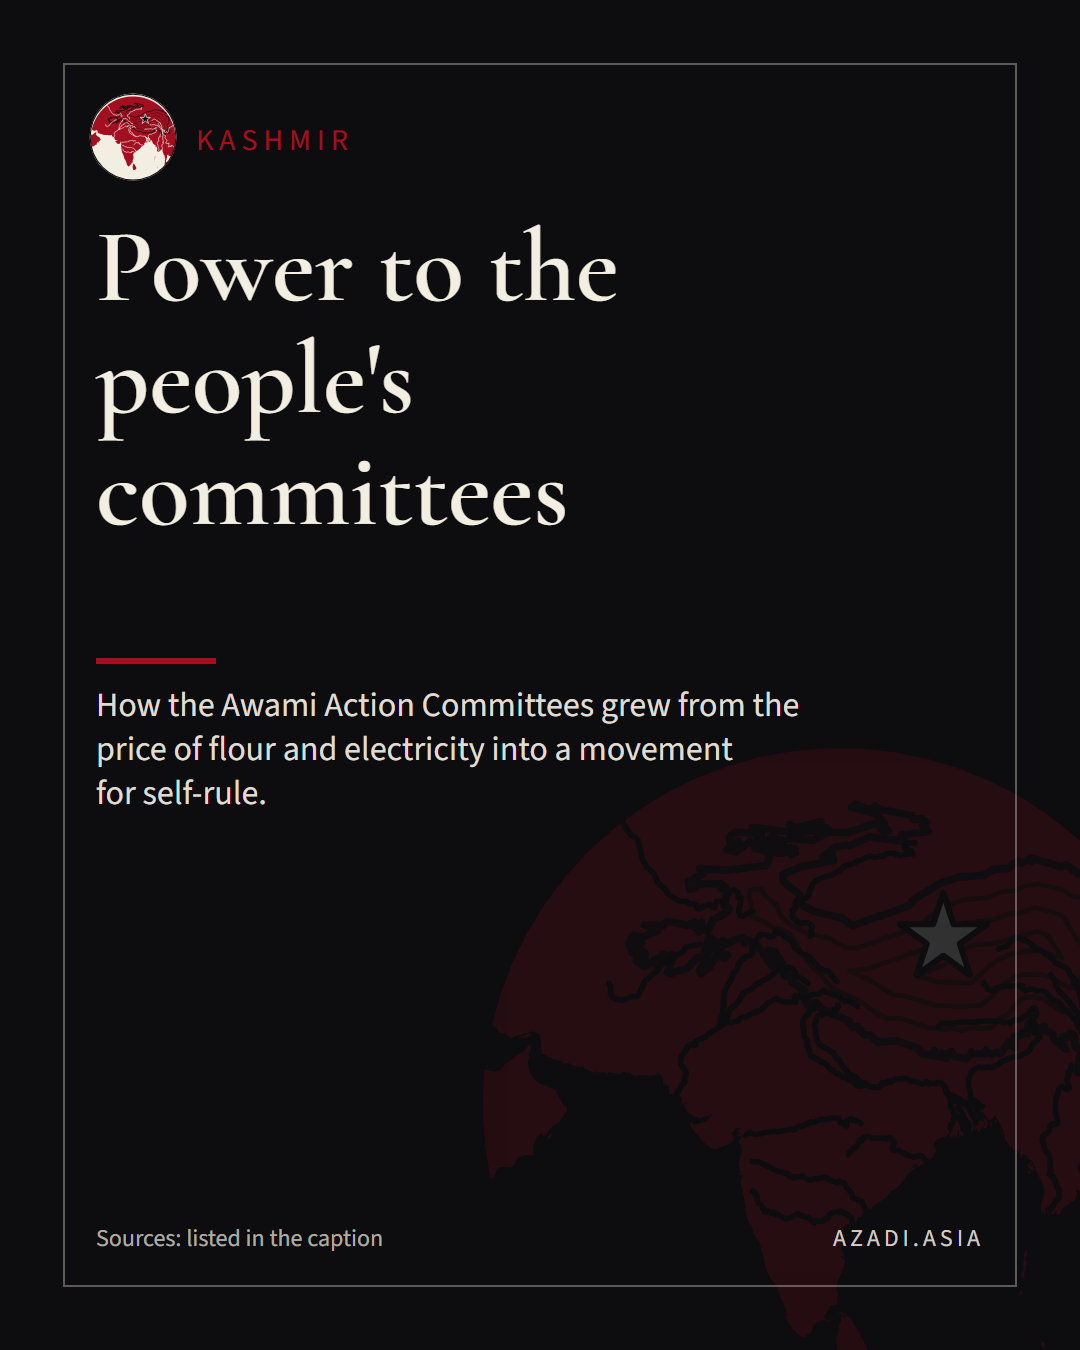 KASHMIR
Power to the
people's
committees
How the Awami Action Committees grew from the
price of flour and electricity into a movement
for self-rule.
Sources: listed in the caption
AZADI.ASIA